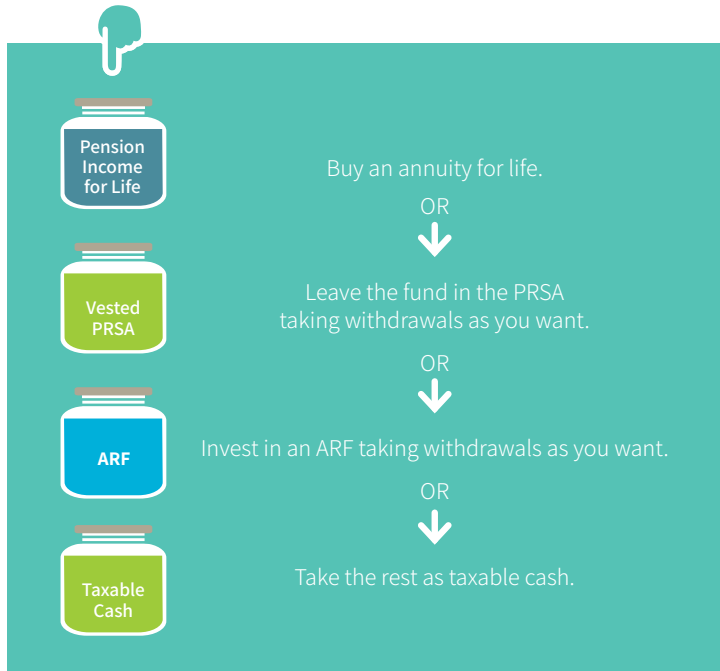 Pension
Income
for Life
Buy an annuity for life.
OR
Vested
PRSA
Leave the fund in the PRSA
taking withdrawals as you want.
OR
ARF
Invest in an ARF taking withdrawals as you want.
OR
Taxable
Cash
Take the rest as taxable cash.